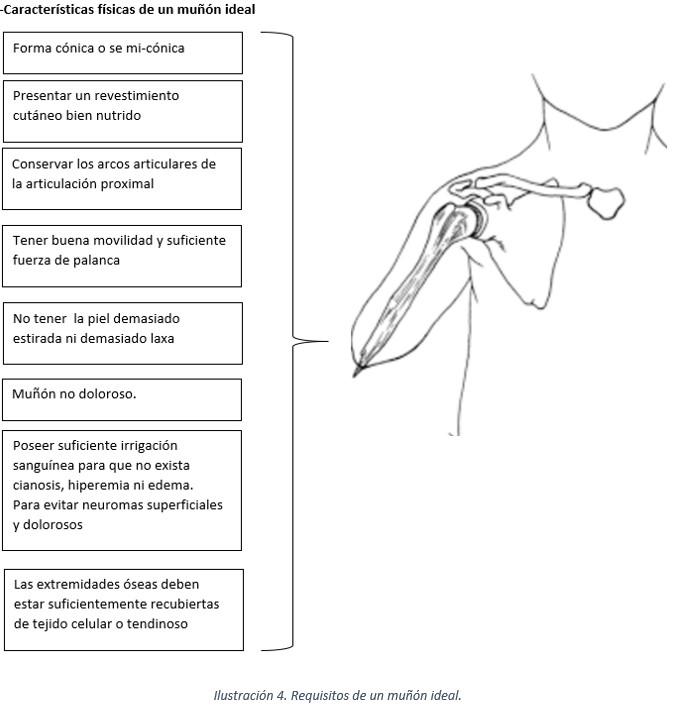 -Características físicas de un muñón ideal
Forma cónica o se mi-cónica
Presentar un revestimiento
cutáneo bien nutrido
Conservar los arcos articulares de
la articulación proximal
Tener buena movilidad y suficiente
fuerza de palanca
No tener  la piel demasiado
estirada ni demasiado laxa
Muñón no doloroso.
Poseer suficiente irrigación
sanguínea para que no exista
cianosis, hiperemia ni edema.
Para evitar neuromas superficiales
y dolorosos
Las extremidades óseas deben
estar suficientemente recubiertas
de tejido celular o tendinoso
Ilustración 4. Requisitos de un muñón ideal.